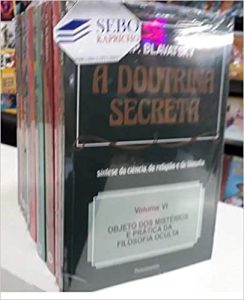 SEBO
KAPRICHO
P. BLAVATSKY
A DOUTRINA
SECRETA
síntese da ciência, da religião e da filosofia
Volume VI
OBJETO DOS MISTÉRIOS
E PRÁTICA DA
FILOSOFIA OCULTA
Pensamento